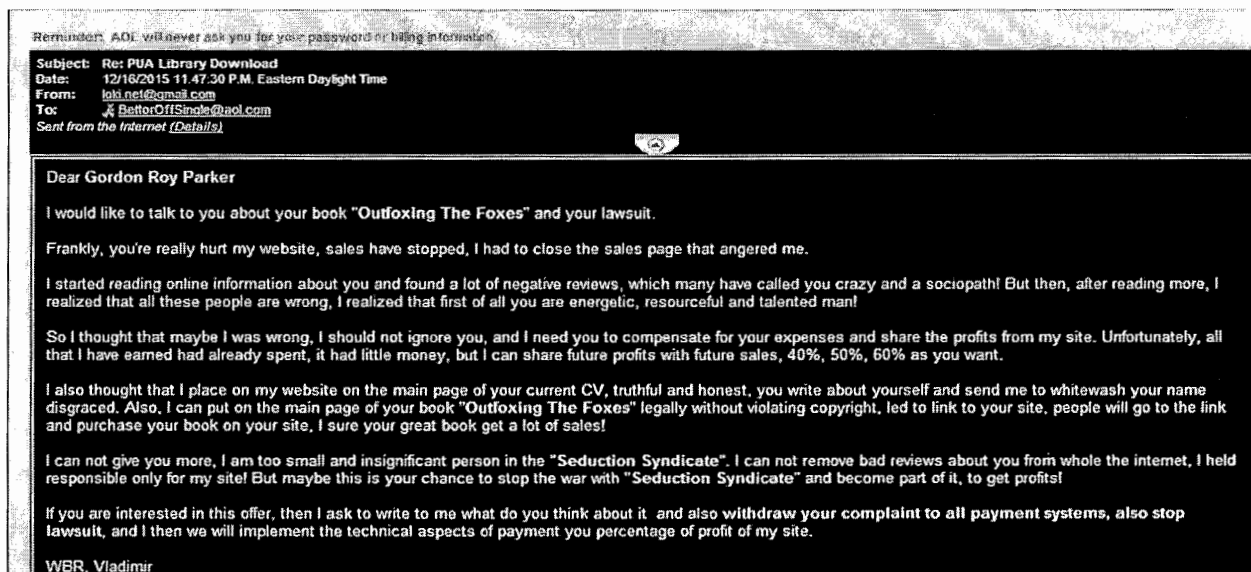 Reminder: AOL will never ask you for your password or billing information.
Subject: Re: PUA Library Download
Date: 12/16/2015 11.47:30 P.M. Eastern Daylight Time
From: loki.net@gmail.com
To: BettorOffSingle@aol.com
Sent from the Internet (Details)
Dear Gordon Roy Parker
I would like to talk to you about your book "Outfoxing The Foxes" and your lawsuit.
Frankly, you're really hurt my website, sales have stopped, I had to close the sales page that angered me.
I started reading online information about you and found a lot of negative reviews, which many have called you crazy and a sociopath! But then, after reading more, I
realized that all these people are wrong, I realized that first of all you are energetic, resourceful and talented man!
So I thought that maybe I was wrong, I should not ignore you, and I need you to compensate for your expenses and share the profits from my site. Unfortunately, all
that I have earned had already spent, it had little money, but I can share future profits with future sales, 40%, 50%, 60% as you want.
I also thought that I place on my website on the main page of your current CV, truthful and honest, you write about yourself and send me to whitewash your name
disgraced. Also, I can put on the main page of your book "Outfoxing The Foxes" legally without violating copyright, led to link to your site, people will go to the link
and purchase your book on your site, I sure your great book get a lot of sales!
I can not give you more, I am too small and insignificant person in the "Seduction Syndicate". I can not remove bad reviews about you from whole the internet, I held
responsible only for my site! But maybe this is your chance to stop the war with "Seduction Syndicate" and become part of it, to get profits!
If you are interested in this offer, then I ask to write to me what do you think about it and also withdraw your complaint to all payment systems, also stop
lawsuit, and I then we will implement the technical aspects of payment you percentage of profit of my site.
WBR, Vladimir